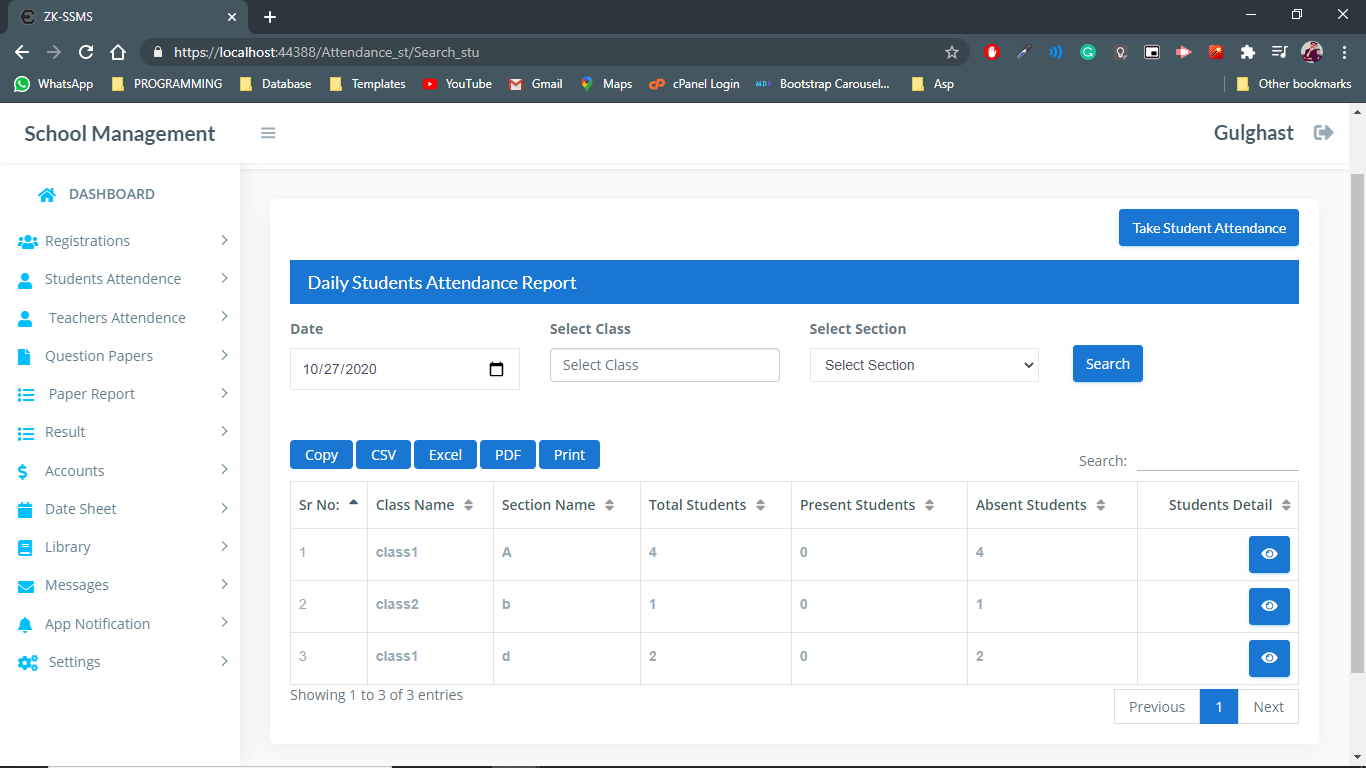 ZK-SSMS
https://localhost:44388/Attendance_st/Search_stu
WhatsApp PROGRAMMING Database Templates YouTube Gmail Maps cPanel Login Bootstrap Carousel... Asp Other bookmarks
School Management Gulghast
DASHBOARD
Registrations
Students Attendence
Teachers Attendence
Question Papers
Paper Report
Result
Accounts
Date Sheet
Library
Messages
App Notification
Settings
Take Student Attendance
Daily Students Attendance Report
Date Select Class Select Section
10/27/2020 Select Class Select Section Search
Copy CSV Excel PDF Print Search:
Sr No: Class Name Section Name Total Students Present Students Absent Students Students Detail
1 class1 A 4 0 4
2 class2 b 1 0 1
3 class1 d 2 0 2
Showing 1 to 3 of 3 entries
Previous 1 Next